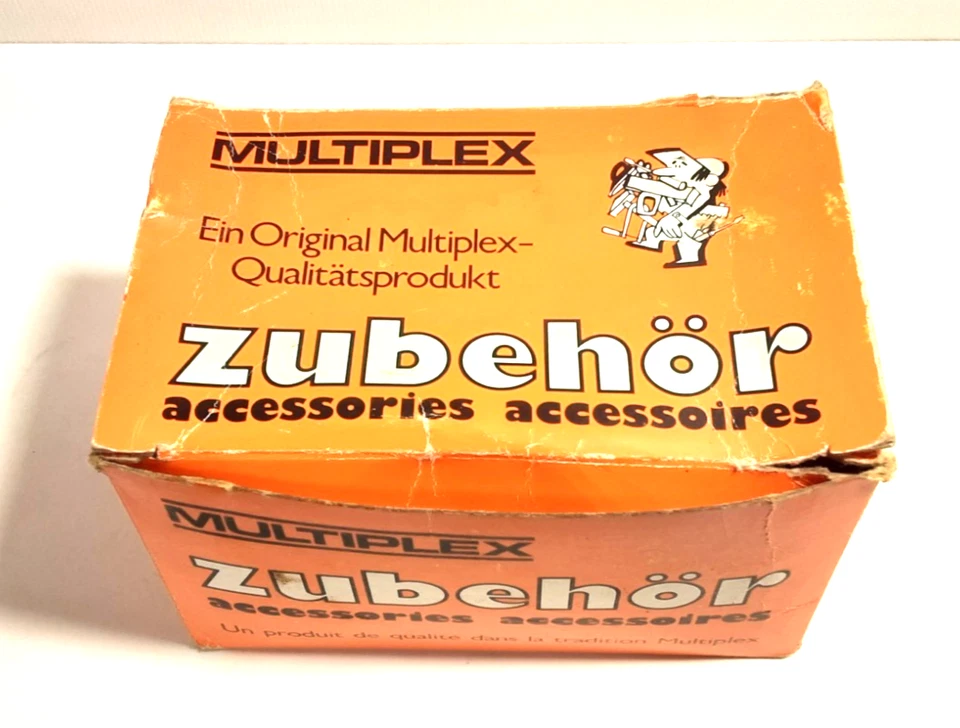 MULTIPLEX
Ein Original Multiplex-
Qualitätsprodukt
zubehör
accessories accessoires
MULTIPLEX
zubehör
accessories accessoires
Un produit de qualité dans la tradition Multiplex